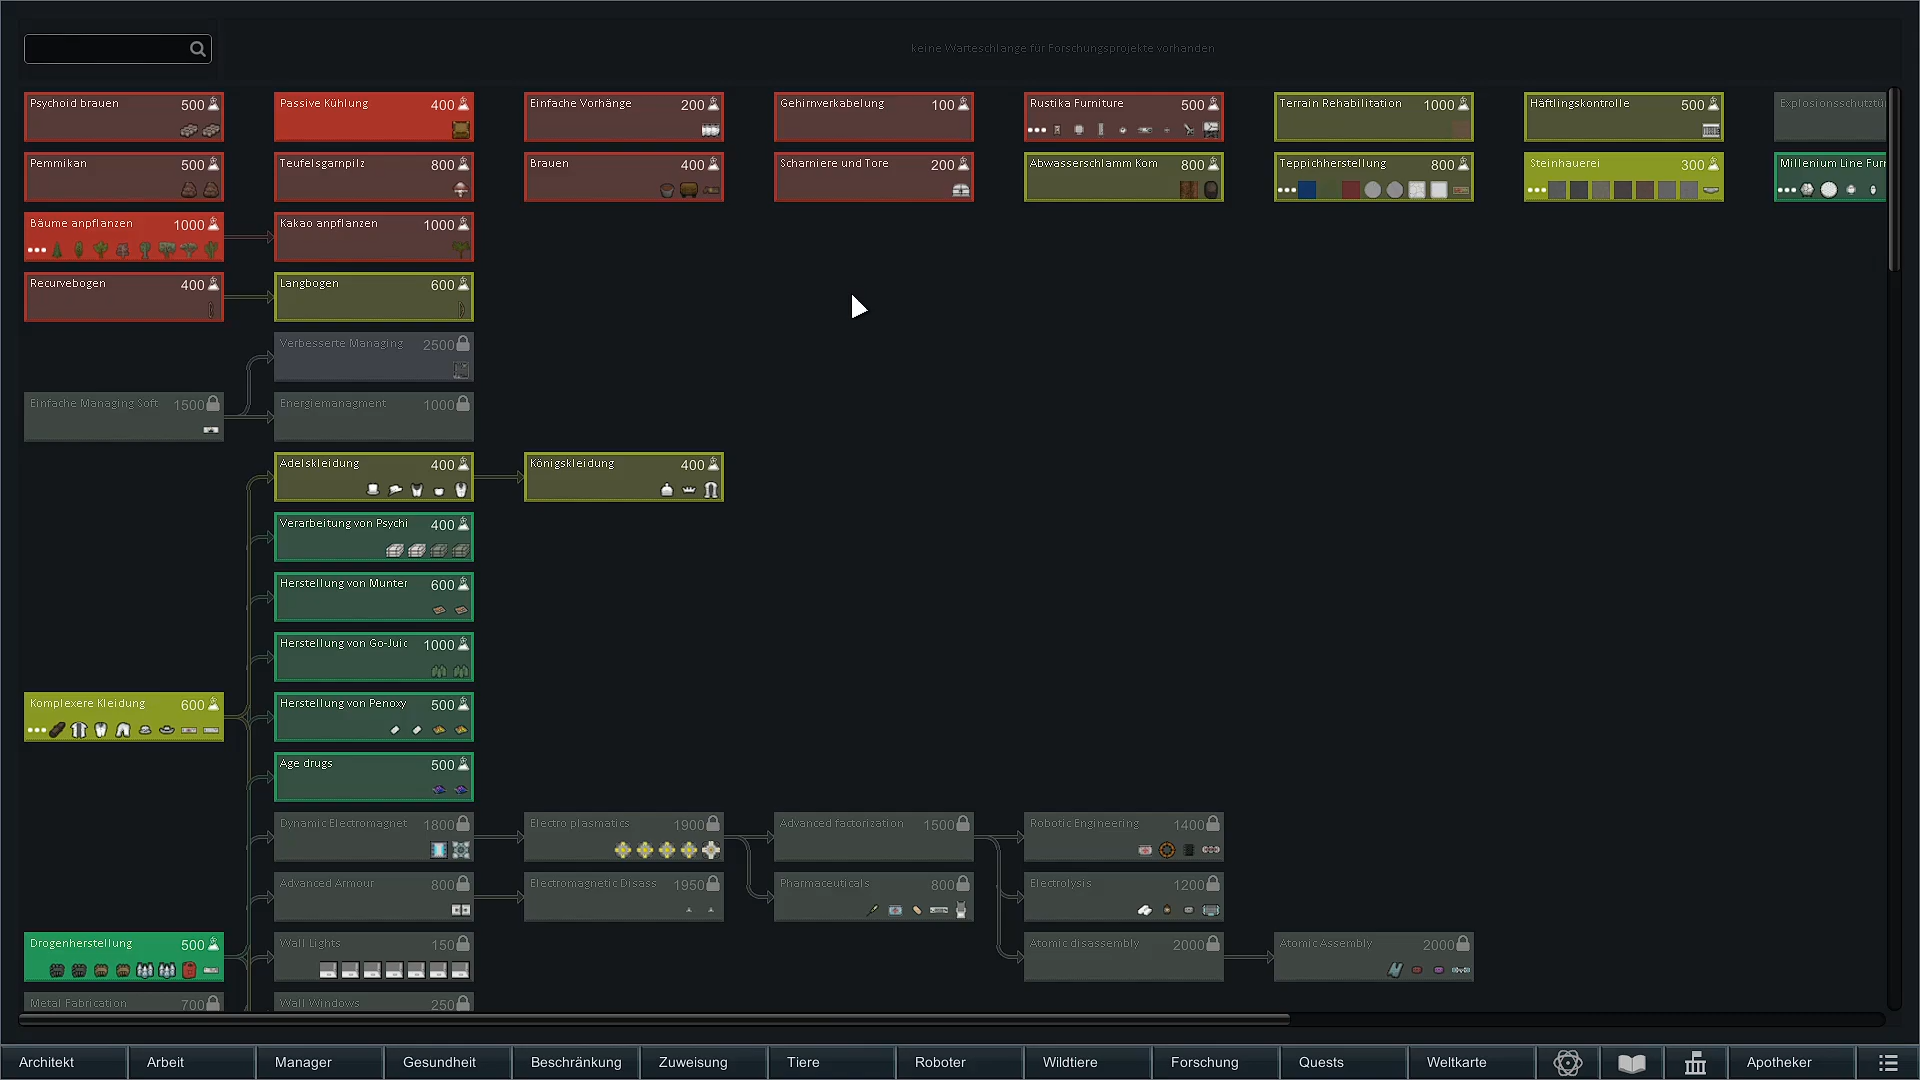 keine Warteschlange für Forschungsprojekte vorhanden
Psychoid brauen 500
Passive Kühlung 400
Einfache Vorhänge 200
Gehirnverkabelung 100
Rustika Furniture 500
Terrain Rehabilitation 1000
Häftlingskontrolle 500
Explosionsschutztü
Pemmikan 500
Teufelsgarnpilz 800
Brauen 400
Scharniere und Tore 200
Abwasserschlamm Kom 800
Teppichherstellung 800
Steinhauerei 300
Millenium Line Furr
Bäume anpflanzen 1000
Kakao anpflanzen 1000
Recurvebogen 400
Langbogen 600
Verbesserte Managing 2500
Einfache Managing Soft 1500
Energiemanagment 1000
Adelskleidung 400
Königskleidung 400
Verarbeitung von Psychi 400
Herstellung von Munter 600
Herstellung von Go-Juic 1000
Komplexere Kleidung 600
Herstellung von Penoxy 500
Age drugs 500
Dynamic Electromagnet 1800
Electro plasmatics 1900
Advanced factorization 1500
Robotic Engineering 1400
Advanced Armour 800
Electromagnetic Disass 1950
Pharmaceuticals 800
Electrolysis 1200
Drogenherstellung 500
Wall Lights 150
Atomic disassembly 2000
Atomic Assembly 2000
Metal Fabrication 700
Wall Windows 250
Architekt
Arbeit
Manager
Gesundheit
Beschränkung
Zuweisung
Tiere
Roboter
Wildtiere
Forschung
Quests
Weltkarte
Apotheker